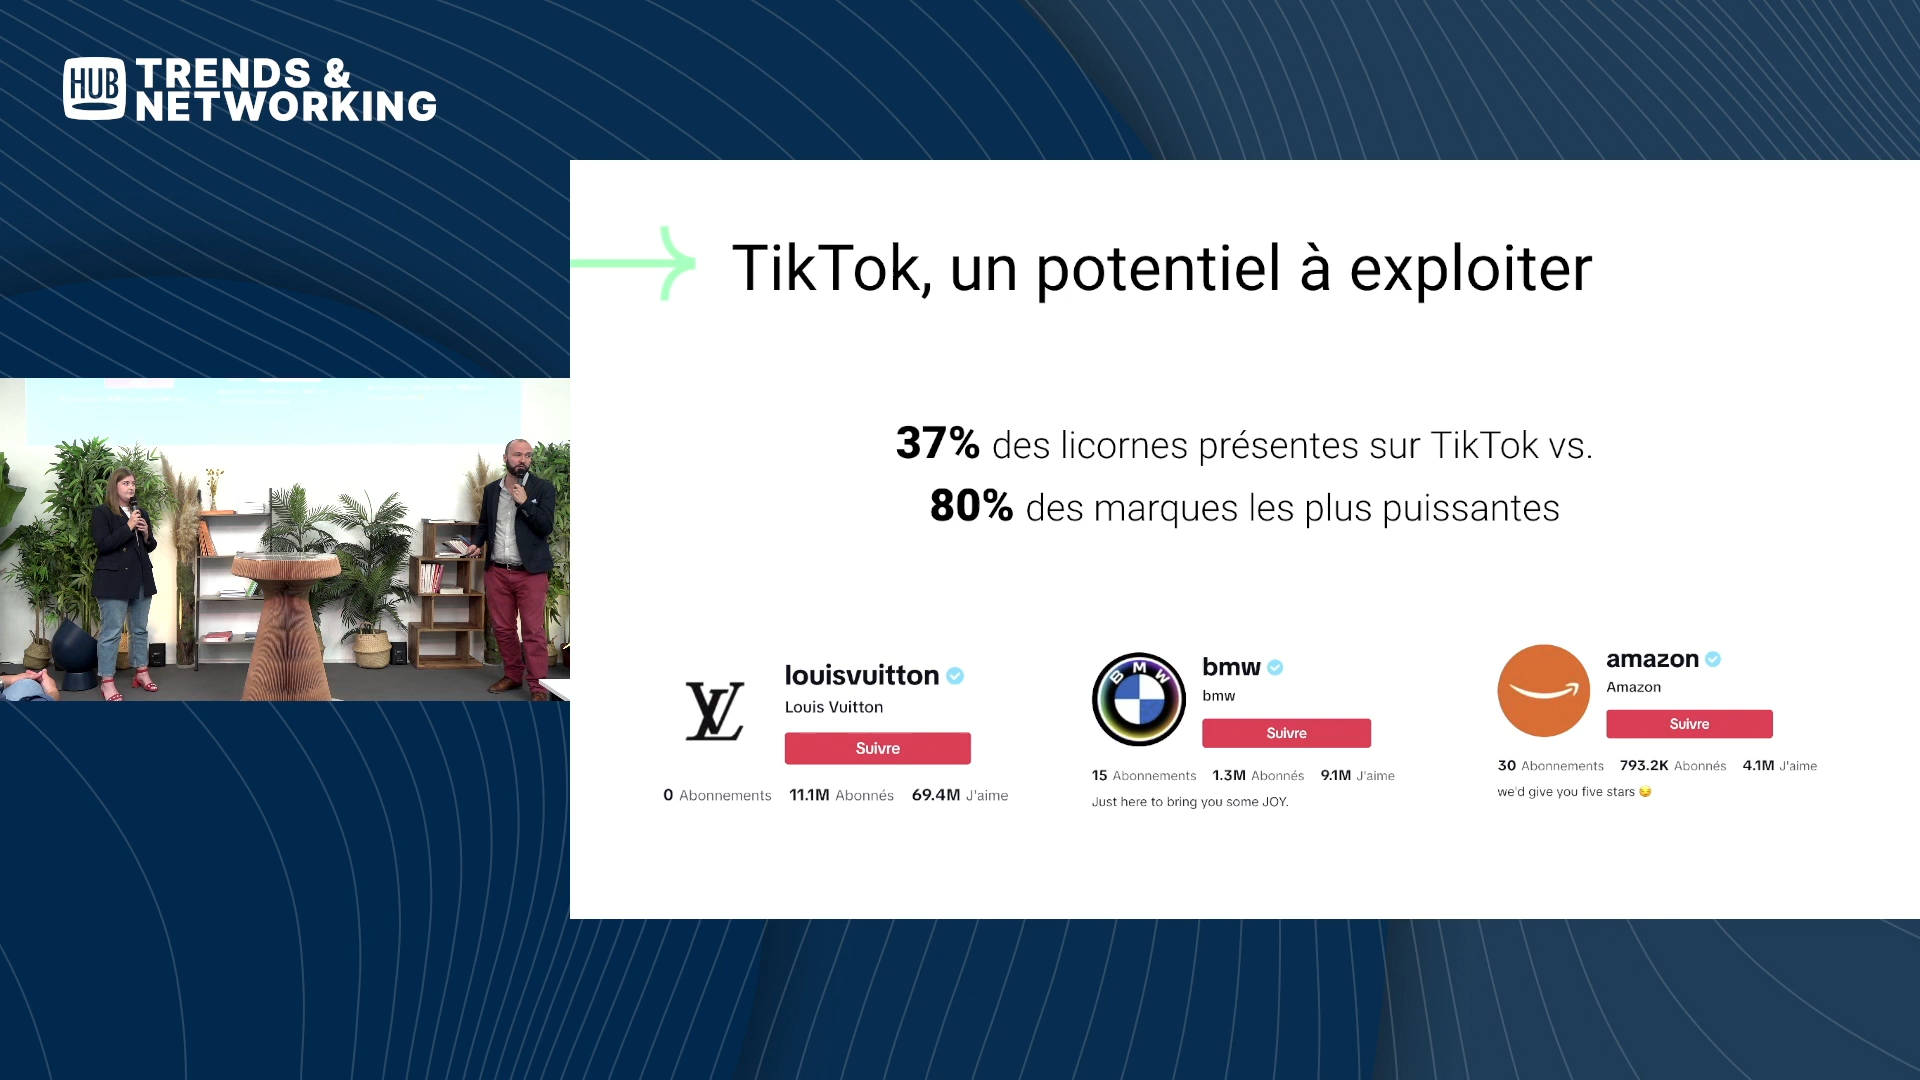 HUB TRENDS &
NETWORKING
TikTok, un potentiel à exploiter
37% des licornes présentes sur TikTok vs.
80% des marques les plus puissantes
louisvuitton
Louis Vuitton
Suivre
0 Abonnements 11.1M Abonnés 69.4M J'aime
BMW
bmw
bmw
Suivre
15 Abonnements 1.3M Abonnés 9.1M J'aime
Just here to bring you some JOY.
amazon
Amazon
Suivre
30 Abonnements 793.2K Abonnés 4.1M J'aime
we'd give you five stars 😏